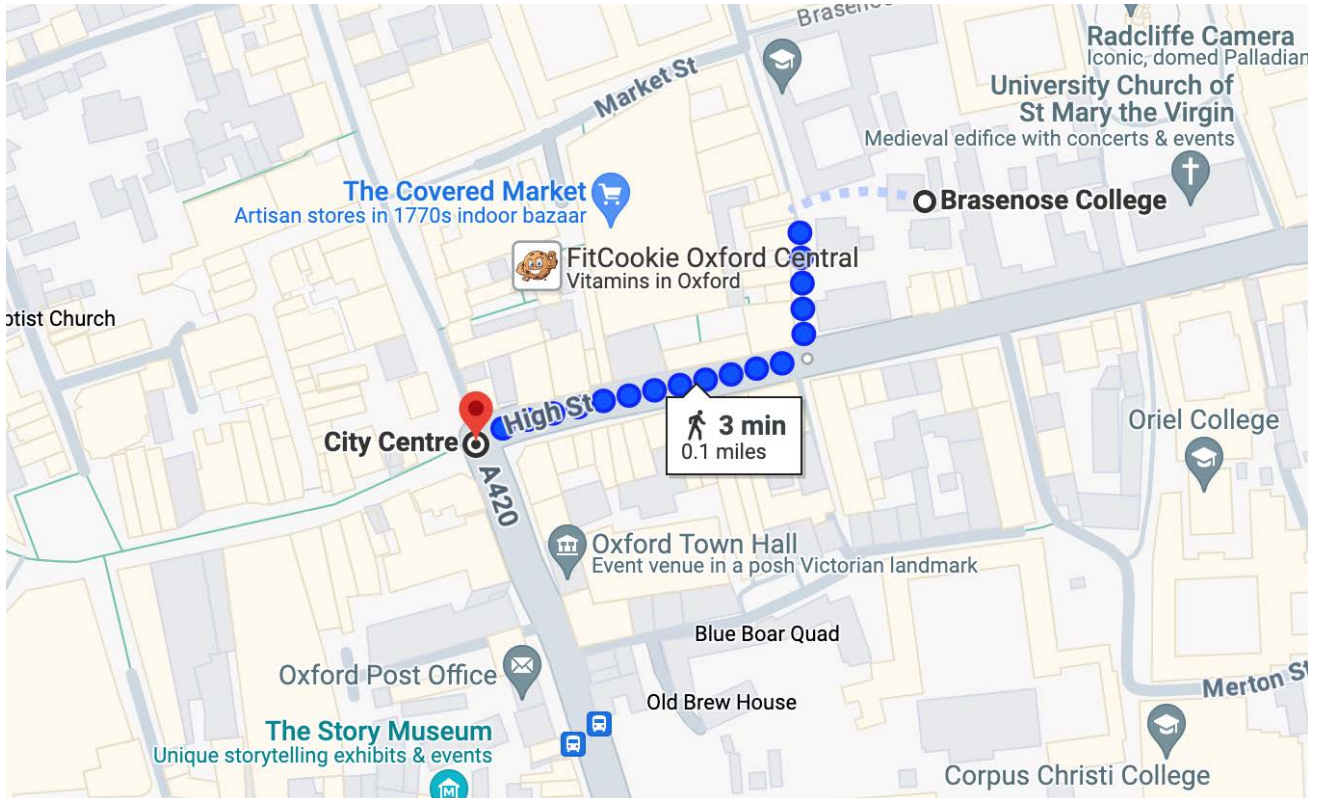 Brasenose
Radcliffe Camera
Iconic, domed Palladian
Market St
University Church of
St Mary the Virgin
Medieval edifice with concerts & events
The Covered Market
Artisan stores in 1770s indoor bazaar
Brasenose College
FitCookie Oxford Central
Vitamins in Oxford
ptist Church
High St
3 min
0.1 miles
City Centre
A420
Oriel College
Oxford Town Hall
Event venue in a posh Victorian landmark
Blue Boar Quad
Oxford Post Office
Merton St
Old Brew House
The Story Museum
Unique storytelling exhibits & events
M
Corpus Christi College